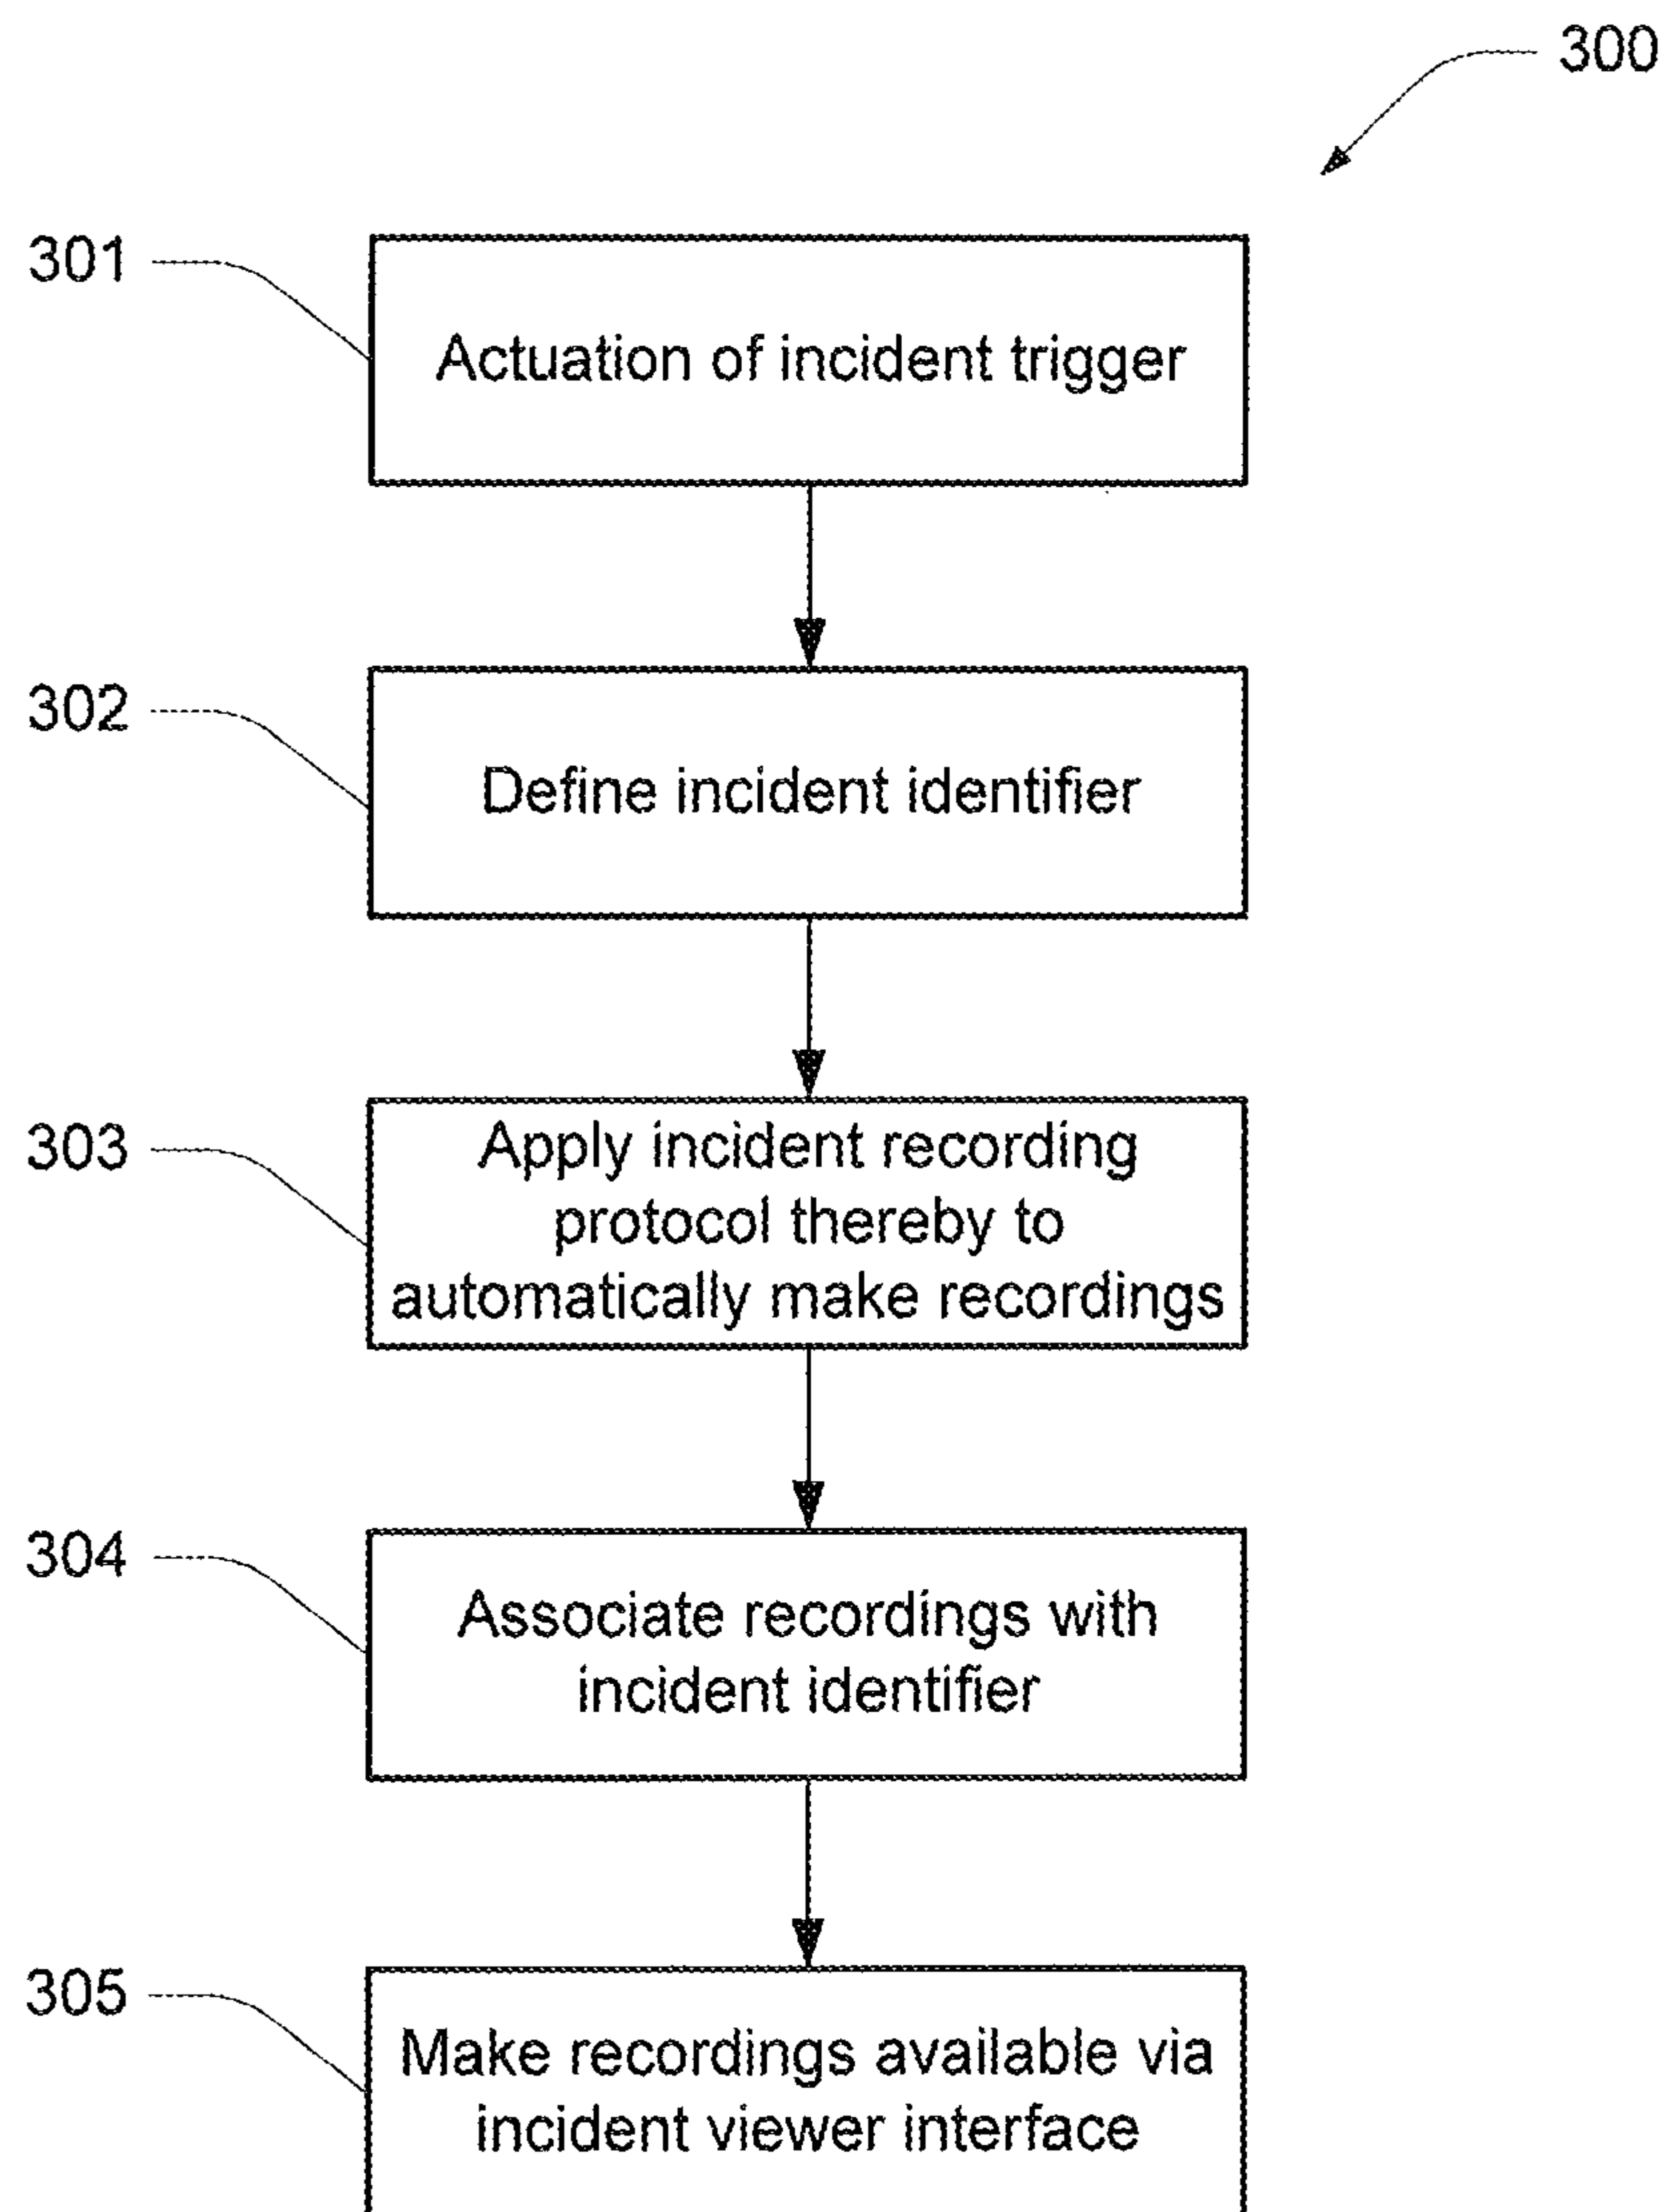 300
301
Actuation of incident trigger
302
Define incident identifier
303
Apply incident recording
protocol thereby to
automatically make recordings
304
Associate recordings with
incident identifier
305
Make recordings available via
incident viewer interface